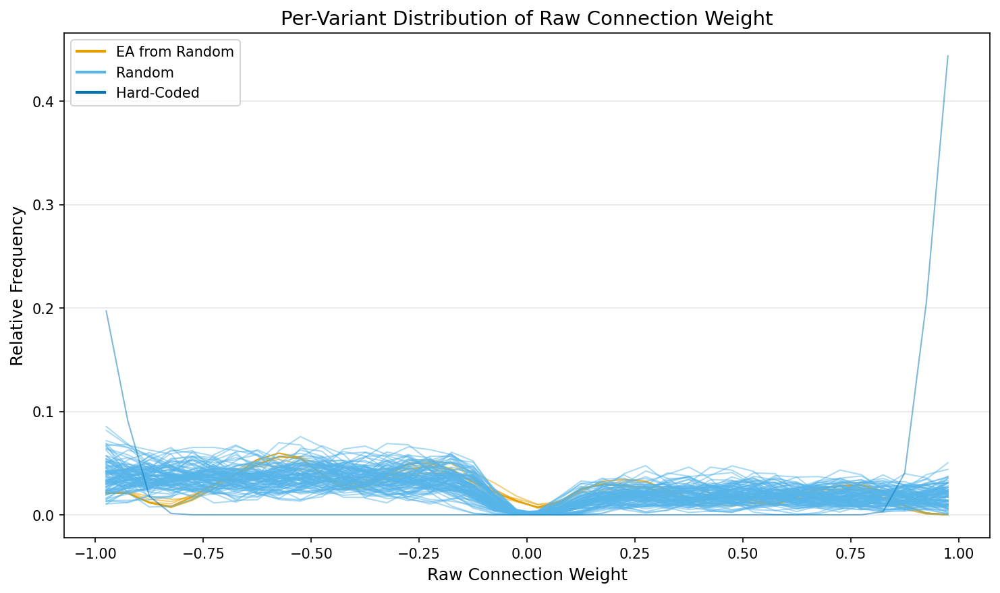 Per-Variant Distribution of Raw Connection Weight
EA from Random
Random
Hard-Coded
Relative Frequency
0.4
0.3
0.2
0.1
0.0
−1.00 −0.75 −0.50 −0.25 0.00 0.25 0.50 0.75 1.00
Raw Connection Weight